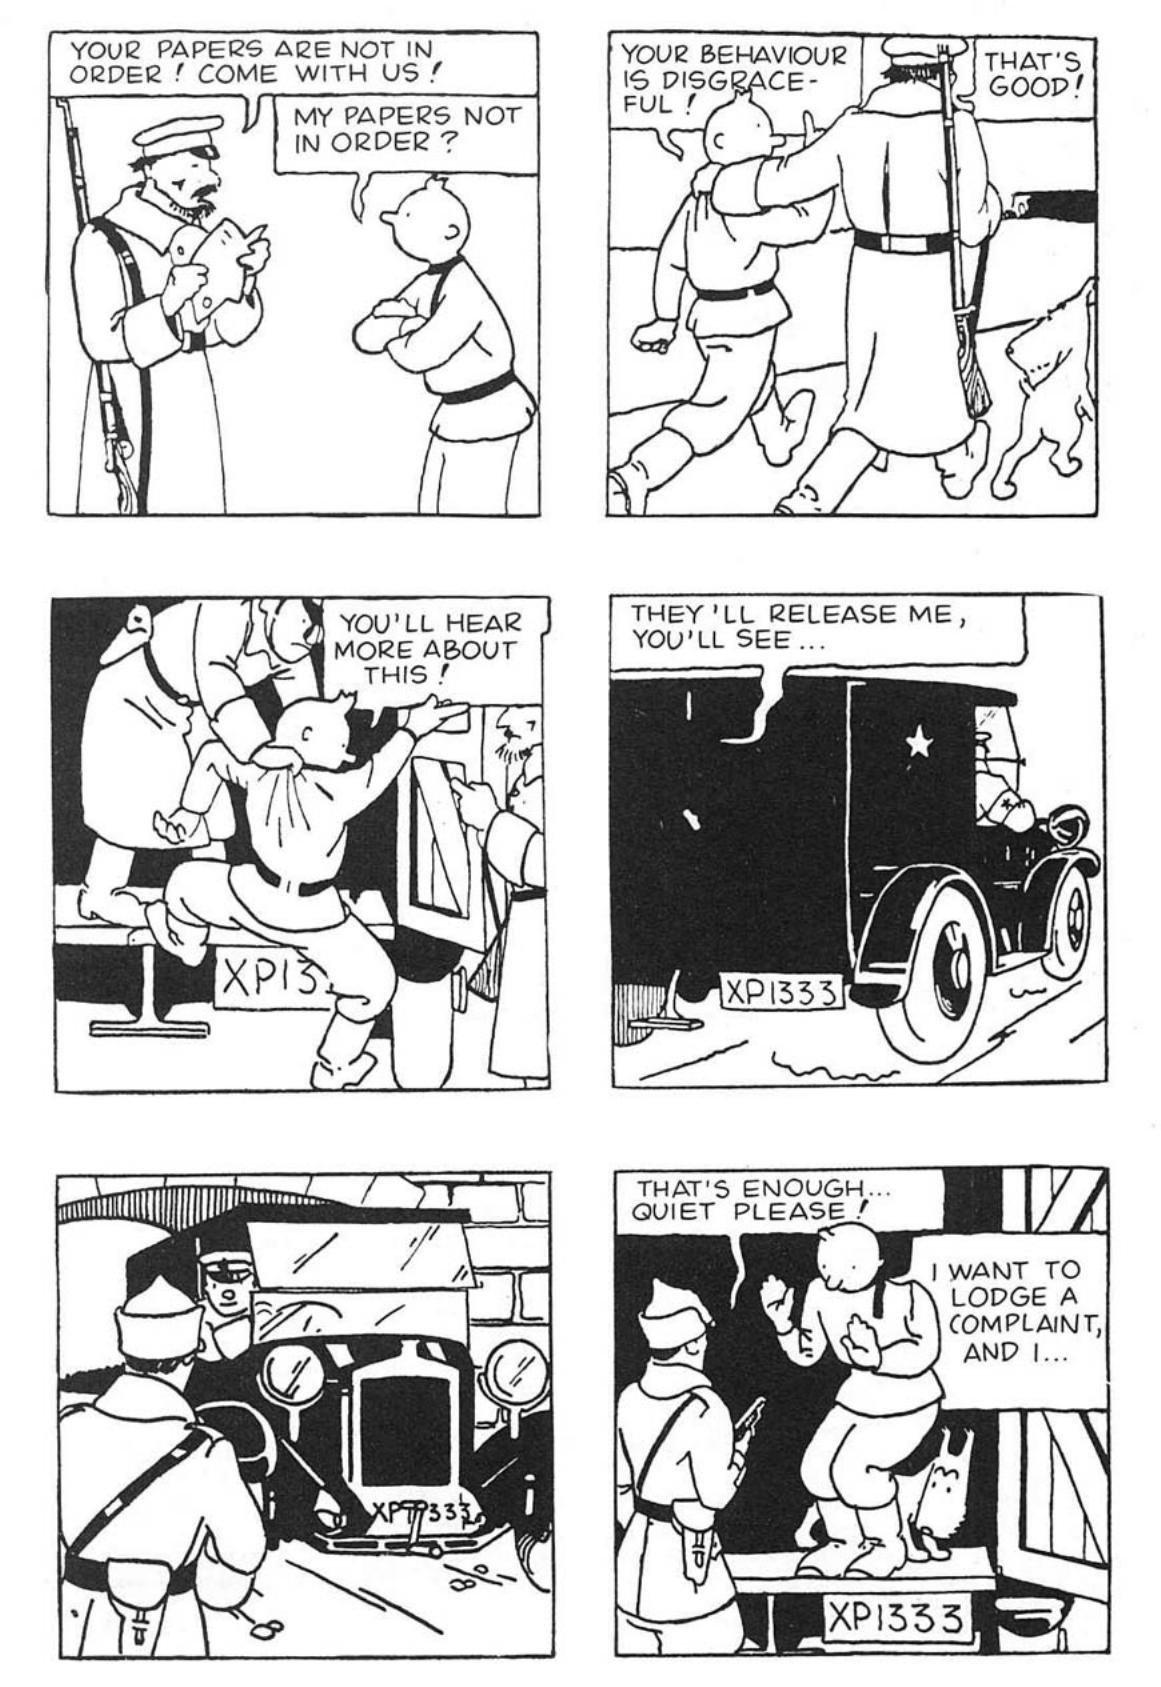 YOUR PAPERS ARE NOT IN
ORDER! COME WITH US!
MY PAPERS NOT
IN ORDER?
YOUR BEHAVIOUR
IS DISGRACE-
FUL!
THAT'S
GOOD!
YOU'LL HEAR
MORE ABOUT
THIS!
XP13
THEY'LL RELEASE ME,
YOU'LL SEE...
XP1333
XP1333
THAT'S ENOUGH...
QUIET PLEASE!
I WANT TO
LODGE A
COMPLAINT,
AND I...
XP1333